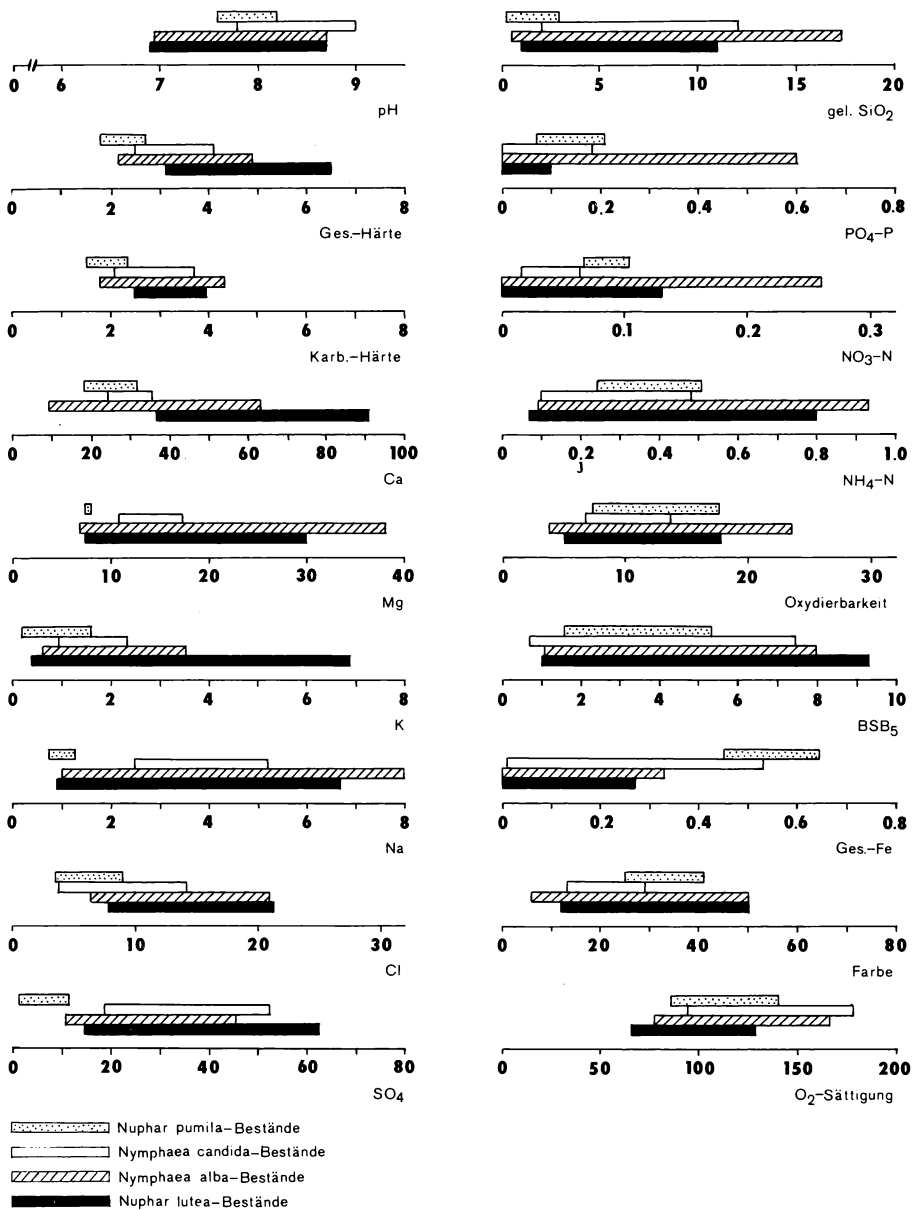 0 6 7 8 9
pH
0 2 4 6 8
Ges.-Härte
0 2 4 6 8
Karb.-Härte
0 20 40 60 80 100
Ca
0 10 20 30 40
Mg
0 2 4 6 8
K
0 2 4 6 8
Na
0 10 20 30
Cl
0 20 40 60 80
SO4
0 5 10 15 20
gel. SiO2
0 0.2 0.4 0.6 0.8
PO4-P
0 0.1 0.2 0.3
NO3-N
0 0.2 0.4 0.6 0.8 1.0
j
NH4-N
0 10 20 30
Oxydierbarkeit
0 2 4 6 8 10
BSB5
0 0.2 0.4 0.6 0.8
Ges.-Fe
0 20 40 60 80
Farbe
0 50 100 150 200
O2-Sättigung
Nuphar pumila-Bestände
Nymphaea candida-Bestände
Nymphaea alba-Bestände
Nuphar lutea-Bestände